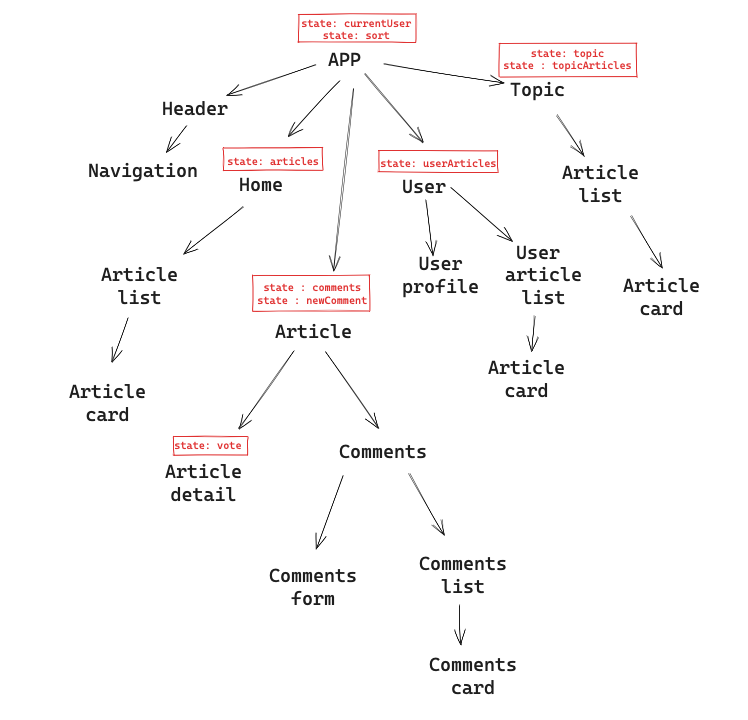 state: currentUser
state: sort
APP
state: topic
state : topicArticles
Topic
Header
Navigation
state: articles
Home
state: userArticles
User
Article
list
Article
list
User
profile
User
article
list
Article
card
state : comments
state : newComment
Article
Article
card
Article
card
state: vote
Article
detail
Comments
Comments
form
Comments
list
Comments
card